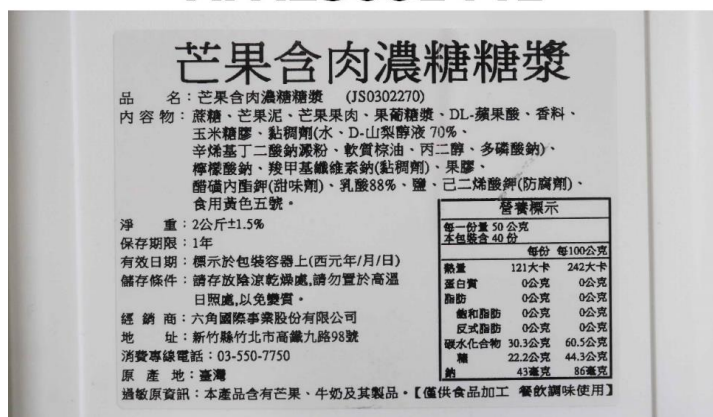 芒果含肉濃糖糖漿
品　名：芒果含肉濃糖糖漿 (JS0302270)
內容物：蔗糖、芒果泥、芒果果肉、果葡糖漿、DL-蘋果酸、香料、
玉米糖膠、黏稠劑(水、D-山梨醇液 70%、
辛烯基丁二酸鈉澱粉、軟質棕油、丙二醇、多磷酸鈉)、
檸檬酸鈉、羧甲基纖維素鈉(黏稠劑)、果膠、
醋磺內酯鉀(甜味劑)、乳酸88%、鹽、己二烯酸鉀(防腐劑)、
食用黃色五號。
淨　重：2公斤±1.5%
保存期限：1年
有效日期：標示於包裝容器上(西元年/月/日)
儲存條件：請存放陰涼乾燥處,請勿置於高溫
日照處,以免變質。
經銷商：六角國際事業股份有限公司
地　址：新竹縣竹北市高鐵九路98號
消費專線電話：03-550-7750
原產地：臺灣
過敏原資訊：本產品含有芒果、牛奶及其製品。【僅供食品加工 餐飲調味使用】
營養標示
每一份量 50 公克
本包裝含 40 份
每份 每100公克
熱量 121大卡 242大卡
蛋白質 0公克 0公克
脂肪 0公克 0公克
飽和脂肪 0公克 0公克
反式脂肪 0公克 0公克
碳水化合物 30.3公克 60.5公克
糖 22.2公克 44.3公克
鈉 43毫克 86毫克